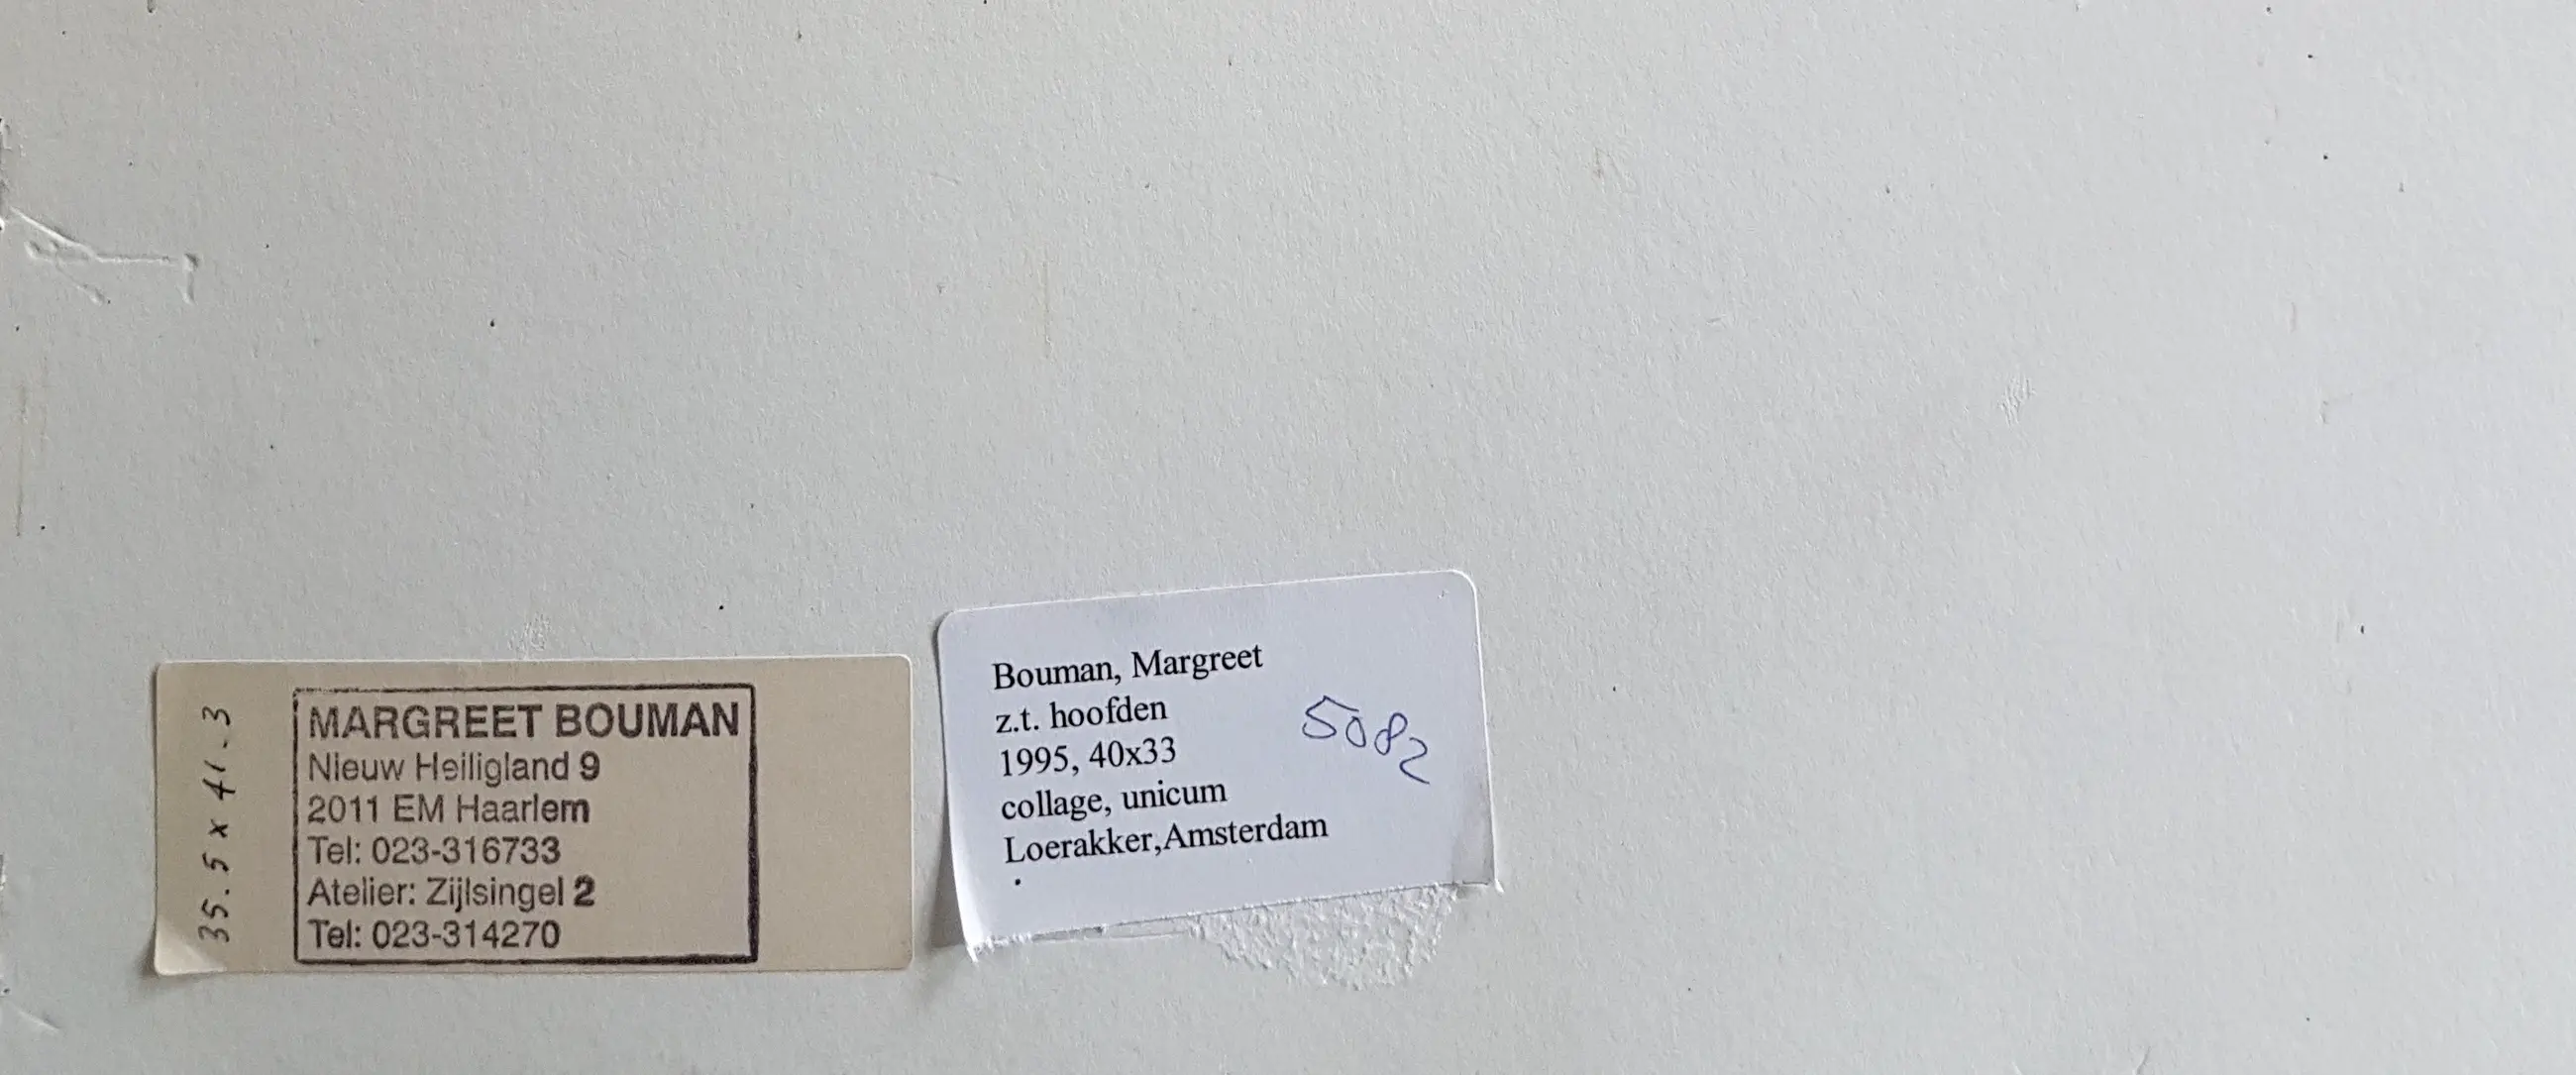 35.5 x 41.3
MARGREET BOUMAN
Nieuw Heiligland 9
2011 EM Haarlem
Tel: 023-316733
Atelier: Zijlsingel 2
Tel: 023-314270
Bouman, Margreet
z.t. hoofden
1995, 40x33
collage, unicum
Loerakker,Amsterdam
.
5082